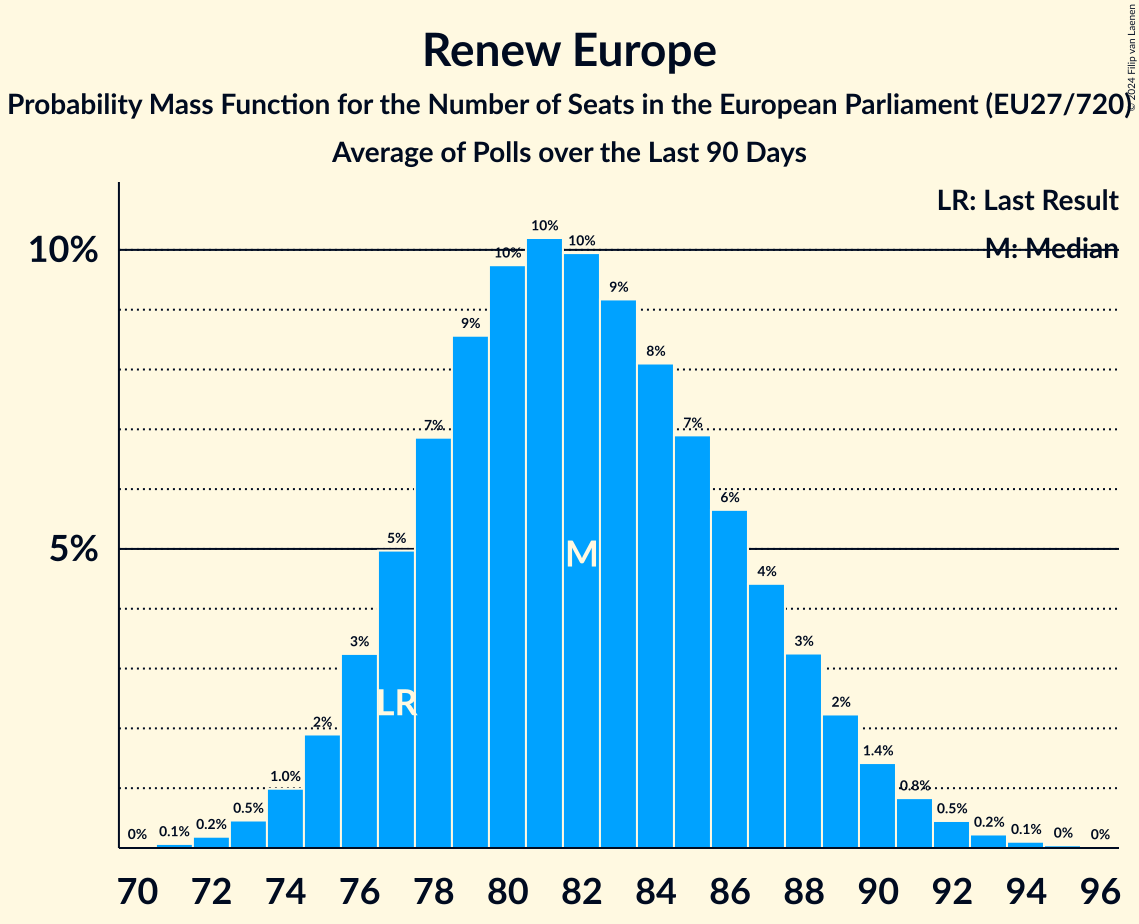 © 2024 Filip van Laenen
Renew Europe
Probability Mass Function for the Number of Seats in the European Parliament (EU27/720)
Average of Polls over the Last 90 Days
LR: Last Result
M: Median
10%
5%
0% 0.1% 0.2% 0.5% 1.0% 2% 3% 5% 7% 9% 10% 10% 10% 9% 8% 7% 6% 4% 3% 2% 1.4% 0.8% 0.5% 0.2% 0.1% 0% 0%
M
LR
70 72 74 76 78 80 82 84 86 88 90 92 94 96